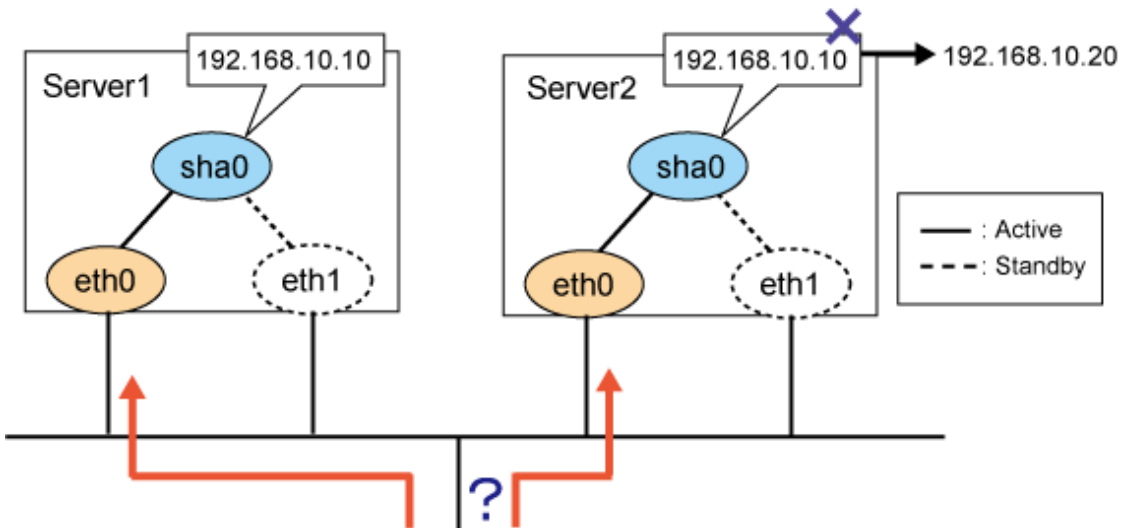 192.168.10.10
Server1
sha0
eth0
eth1
192.168.10.10
192.168.10.20
Server2
sha0
eth0
eth1
: Active
: Standby
?